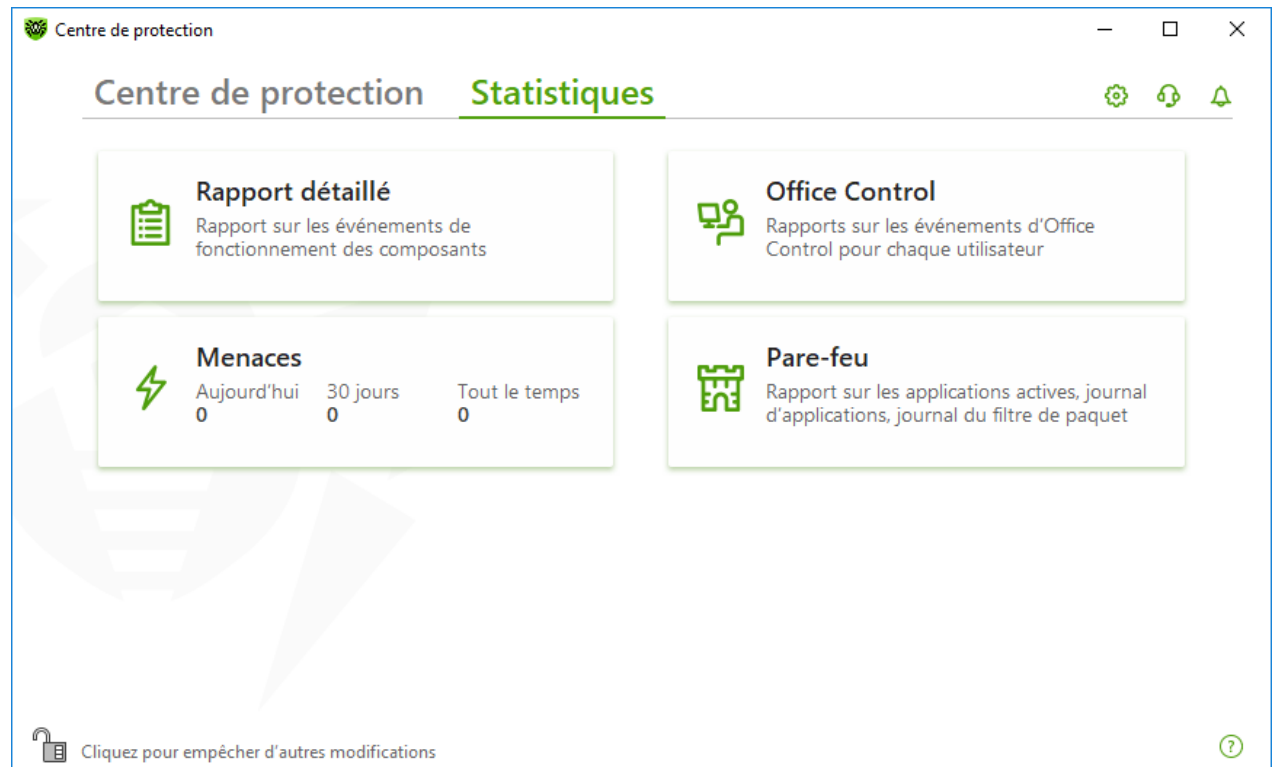 Centre de protection
Centre de protection Statistiques
Rapport détaillé
Rapport sur les événements de
fonctionnement des composants
Office Control
Rapports sur les événements d'Office
Control pour chaque utilisateur
Menaces
Aujourd'hui 30 jours Tout le temps
0 0 0
Pare-feu
Rapport sur les applications actives, journal
d'applications, journal du filtre de paquet
Cliquez pour empêcher d'autres modifications
?